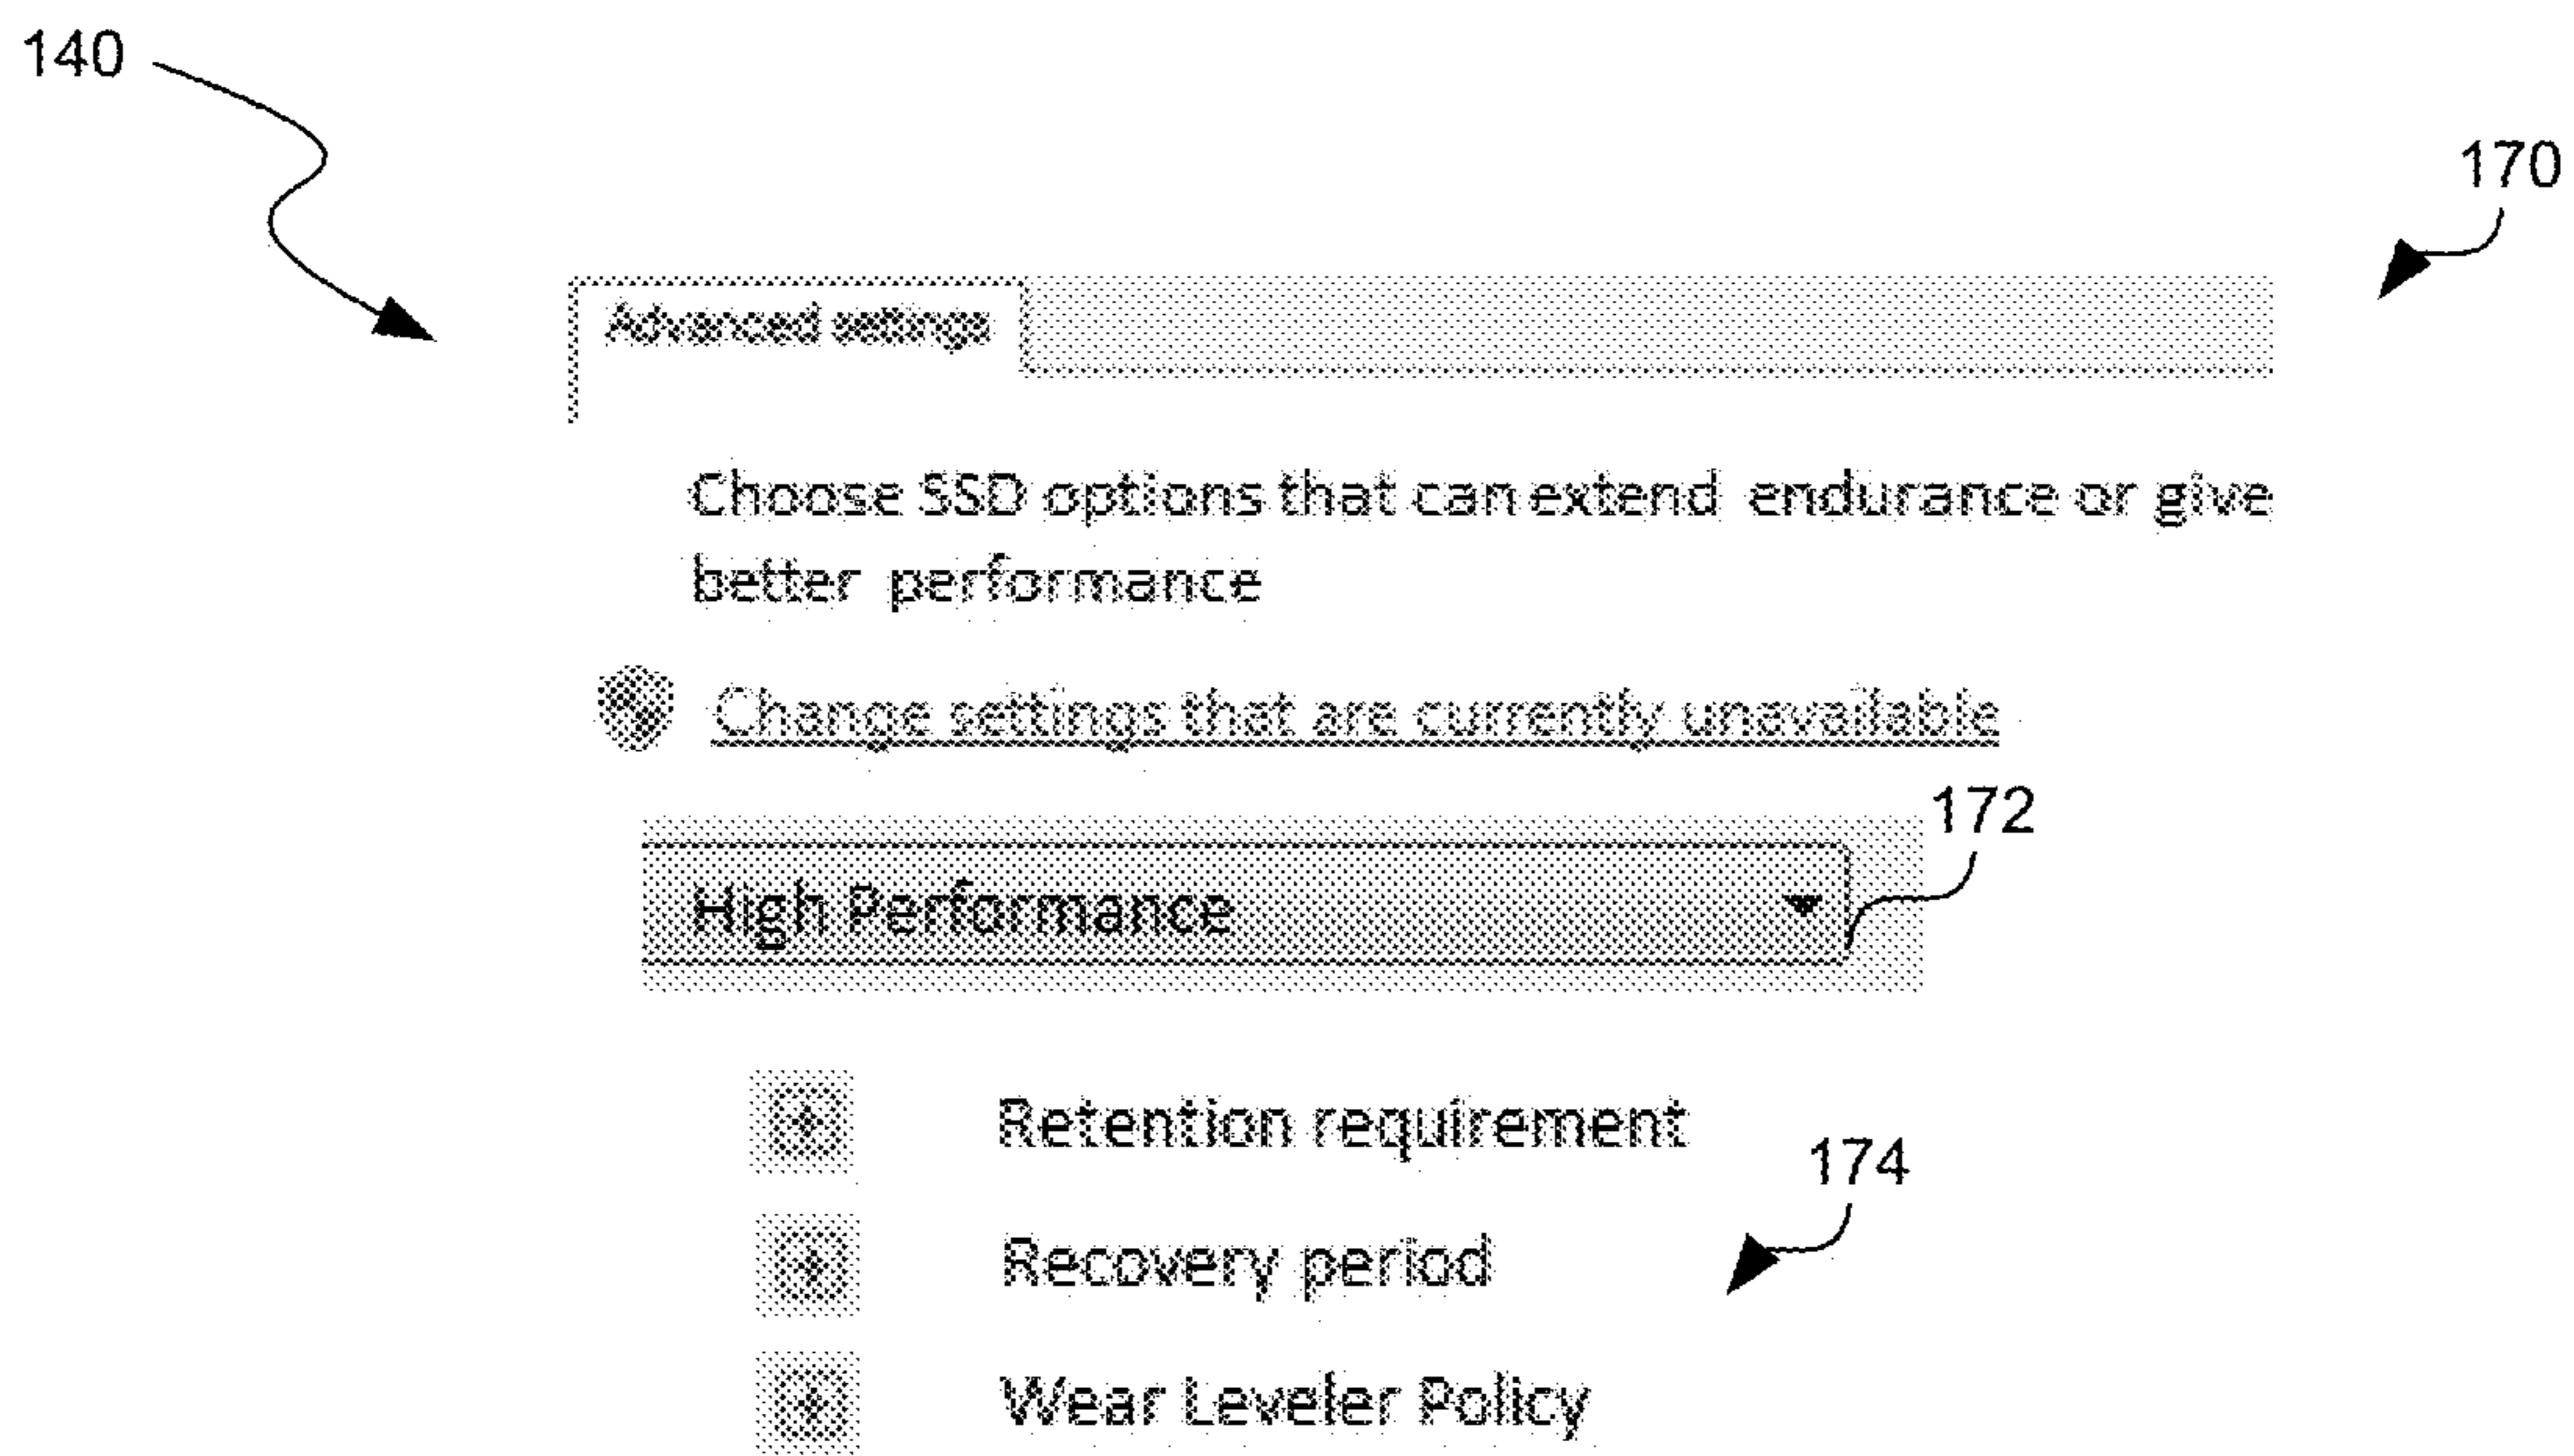 140
170
Advanced settings
Choose SSD options that can extend endurance or give
better performance
Change settings that are currently unavailable
172
High Performance
Retention requirement
174
Recovery period
Wear Leveler Policy